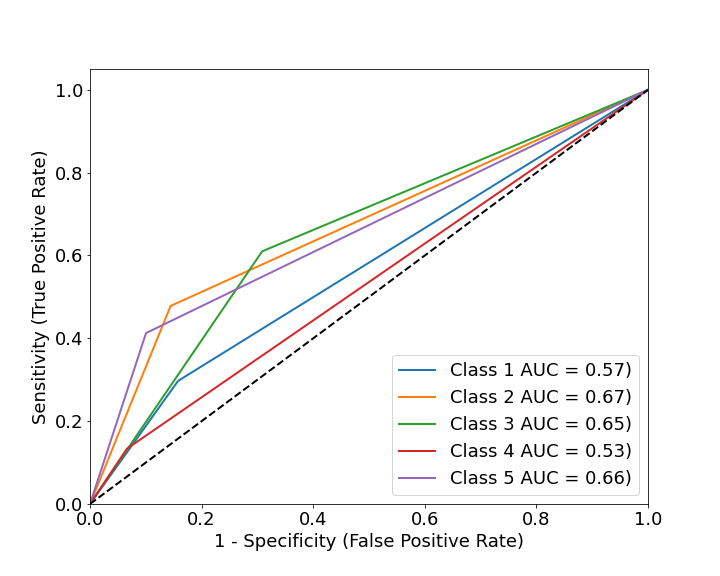 1.0
0.8
0.6
0.4
0.2
0.0
Sensitivity (True Positive Rate)
Class 1 AUC = 0.57)
Class 2 AUC = 0.67)
Class 3 AUC = 0.65)
Class 4 AUC = 0.53)
Class 5 AUC = 0.66)
0.0 0.2 0.4 0.6 0.8 1.0
1 - Specificity (False Positive Rate)